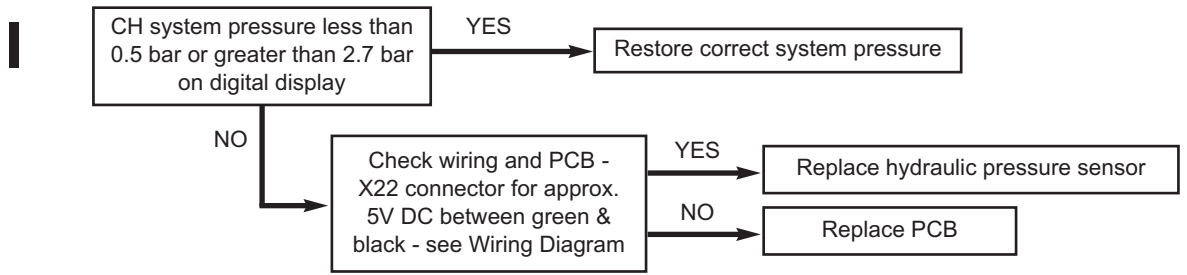 I
CH system pressure less than
0.5 bar or greater than 2.7 bar
on digital display
YES
Restore correct system pressure
NO
Check wiring and PCB -
X22 connector for approx.
5V DC between green &
black - see Wiring Diagram
YES
Replace hydraulic pressure sensor
NO
Replace PCB